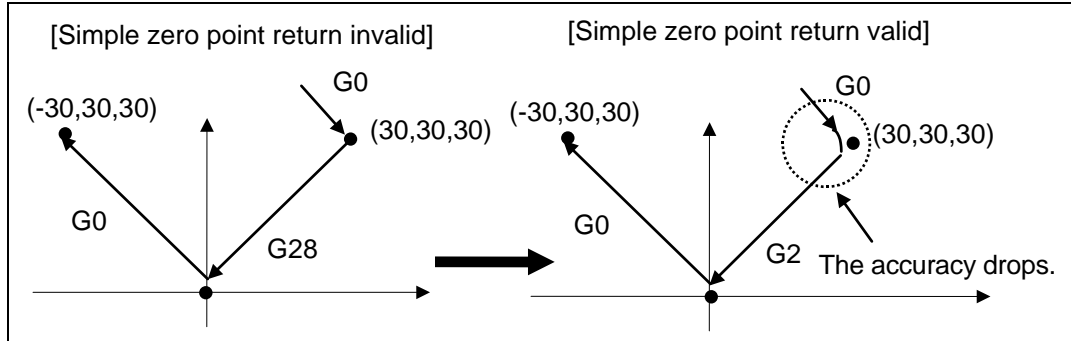 [Simple zero point return invalid]
G0
(-30,30,30)
(30,30,30)
G0
G28
[Simple zero point return valid]
G0
(-30,30,30)
(30,30,30)
G0
G2
The accuracy drops.